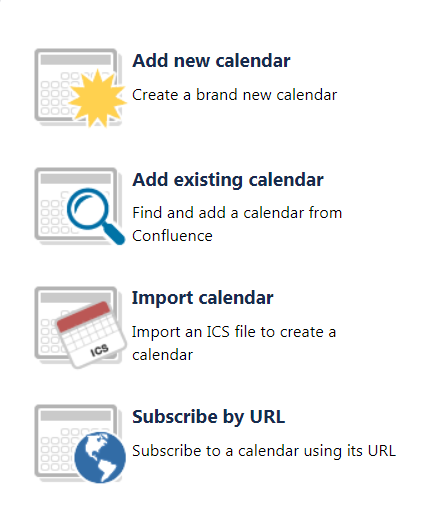 Add new calendar
Create a brand new calendar
Add existing calendar
Find and add a calendar from
Confluence
Import calendar
Import an ICS file to create a
calendar
ICS
Subscribe by URL
Subscribe to a calendar using its URL